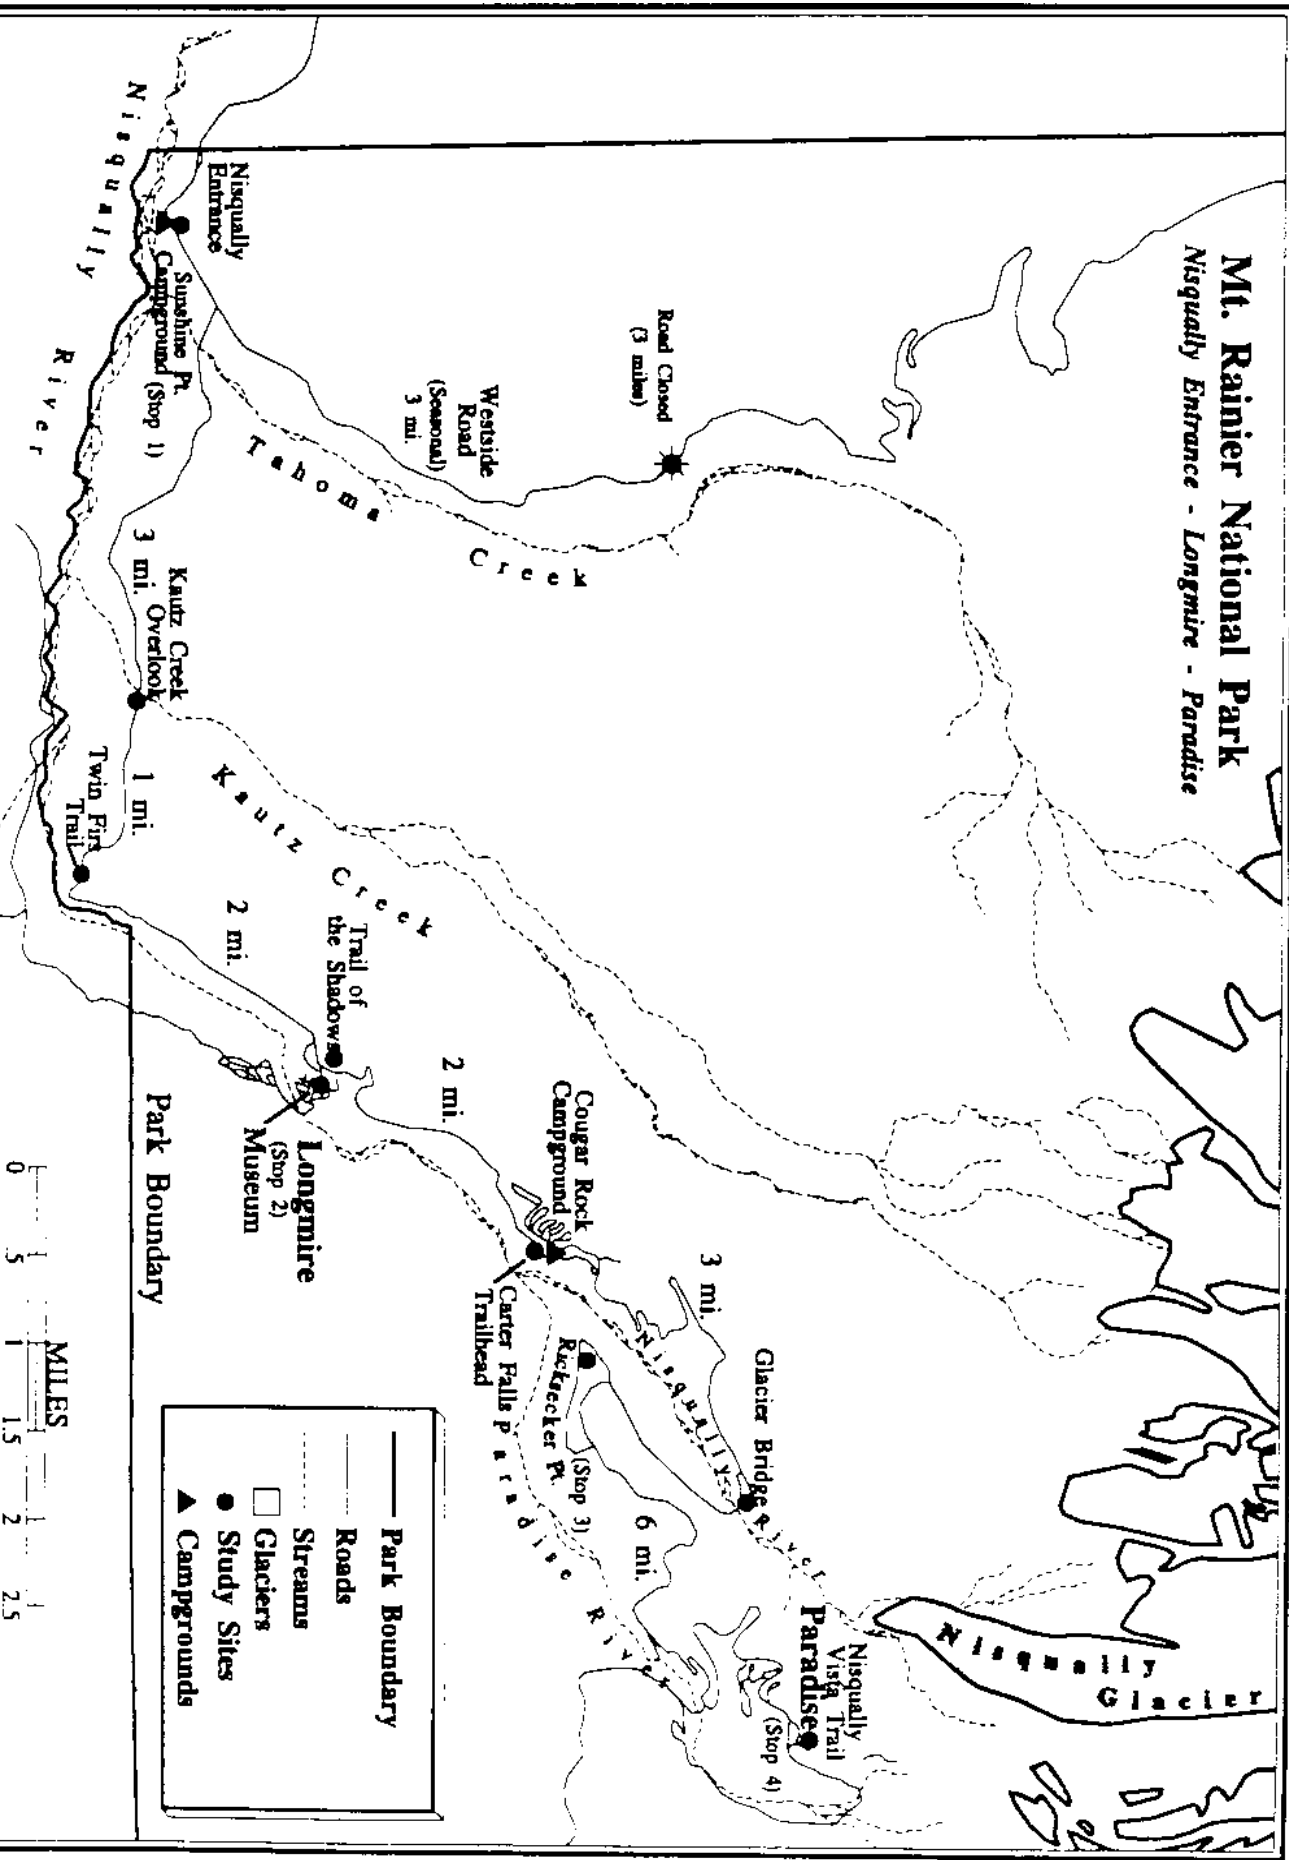 Mt. Rainier National Park
Nisqually Entrance - Longmire - Paradise
Nisqually
Entrance
Sunshine Pt.
Campground (Stop 1)
Nisqually River
Road Closed
(3 miles)
Westside
Road
(Seasonal)
3 mi.
Tahoma Creek
3 mi.
Kautz Creek
Overlook
1 mi.
Twin Firs
Trail
Kautz Creek
2 mi.
Trail of
the Shadows
Longmire
(Stop 2)
Museum
2 mi.
Cougar Rock
Campground
Carter Falls
Trailhead
3 mi.
Nisqually River
Glacier Bridge
Ricksecker Pt.
(Stop 3)
6 mi.
Paradise River
Nisqually
Vista Trail
Paradise
(Stop 4)
Nisqually
Glacier
Park Boundary
Park Boundary
Roads
Streams
Glaciers
Study Sites
Campgrounds
MILES
0 .5 1 1.5 2 2.5